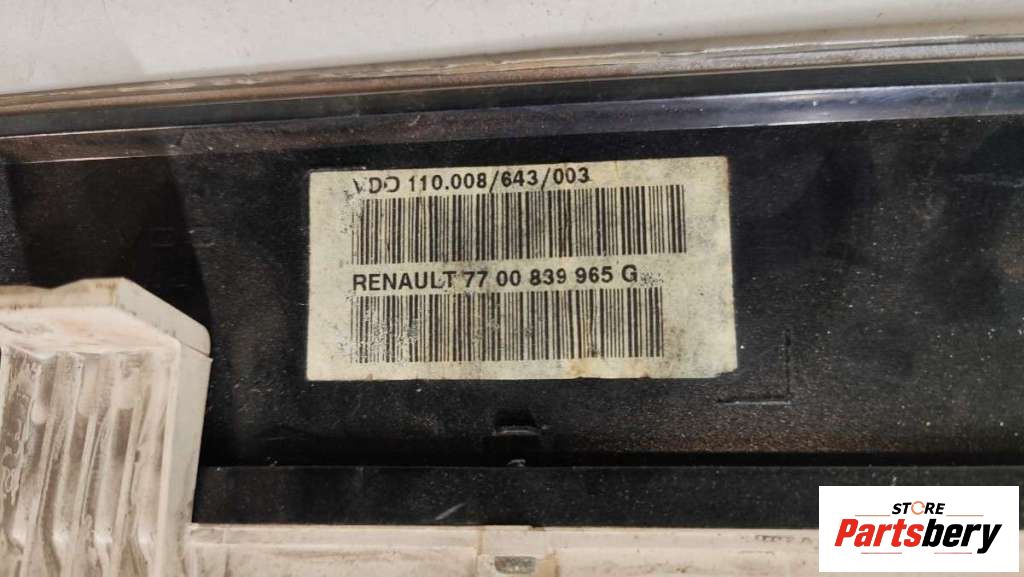 VDO 110.008/643/003
RENAULT 77 00 839 965 G
STORE
Partsbery